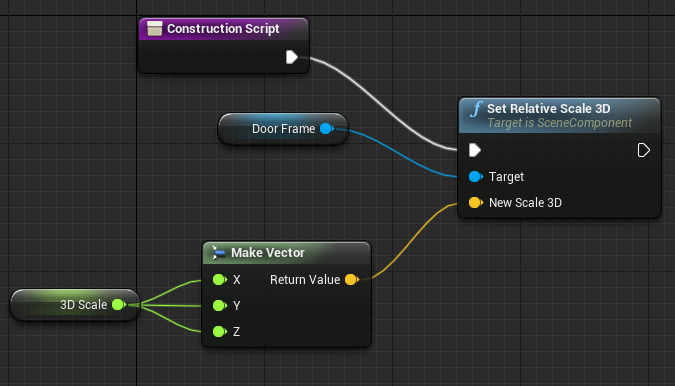 Construction Script
Set Relative Scale 3D
Target is SceneComponent
Door Frame
Target
New Scale 3D
Make Vector
X Return Value
3D Scale
Y
Z